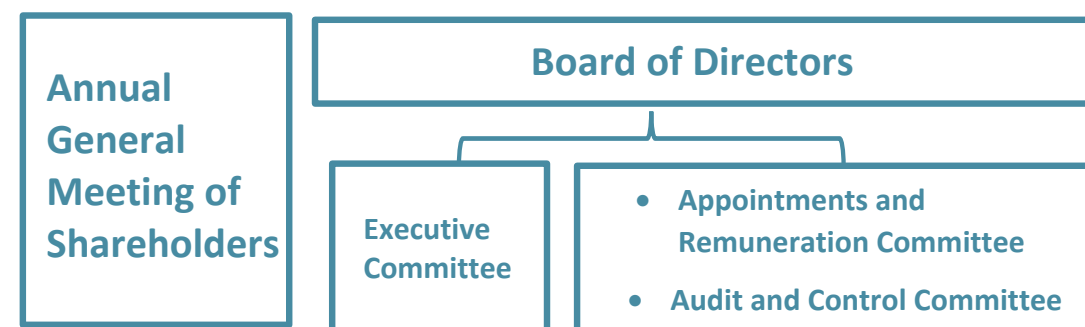 Annual
General
Meeting of
Shareholders
Board of Directors
Executive
Committee
• Appointments and
Remuneration Committee
• Audit and Control Committee